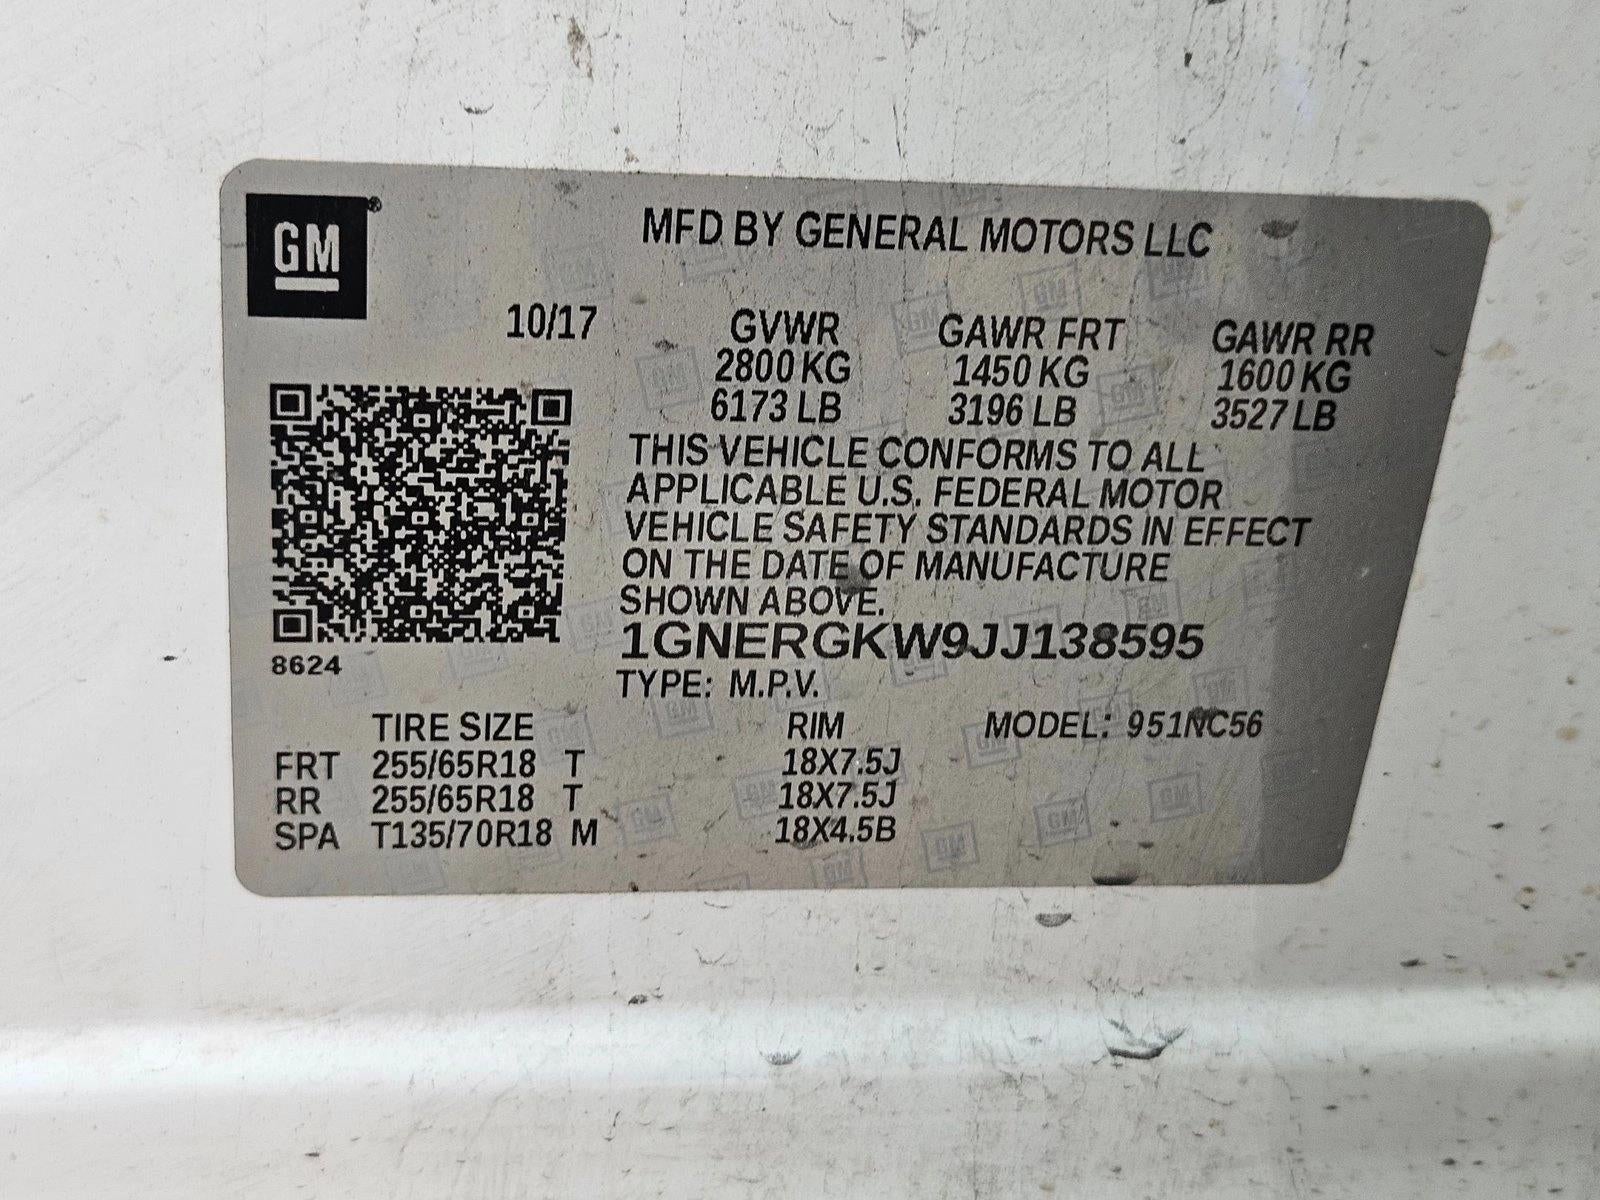 GM®
MFD BY GENERAL MOTORS LLC
10/17
GVWR GAWR FRT GAWR RR
2800 KG 1450 KG 1600 KG
6173 LB 3196 LB 3527 LB
THIS VEHICLE CONFORMS TO ALL
APPLICABLE U.S. FEDERAL MOTOR
VEHICLE SAFETY STANDARDS IN EFFECT
ON THE DATE OF MANUFACTURE
SHOWN ABOVE.
1GNERGKW9JJ138595
8624
TYPE: M.P.V.
TIRE SIZE RIM MODEL: 951NC56
FRT 255/65R18 T 18X7.5J
RR 255/65R18 T 18X7.5J
SPA T135/70R18 M 18X4.5B